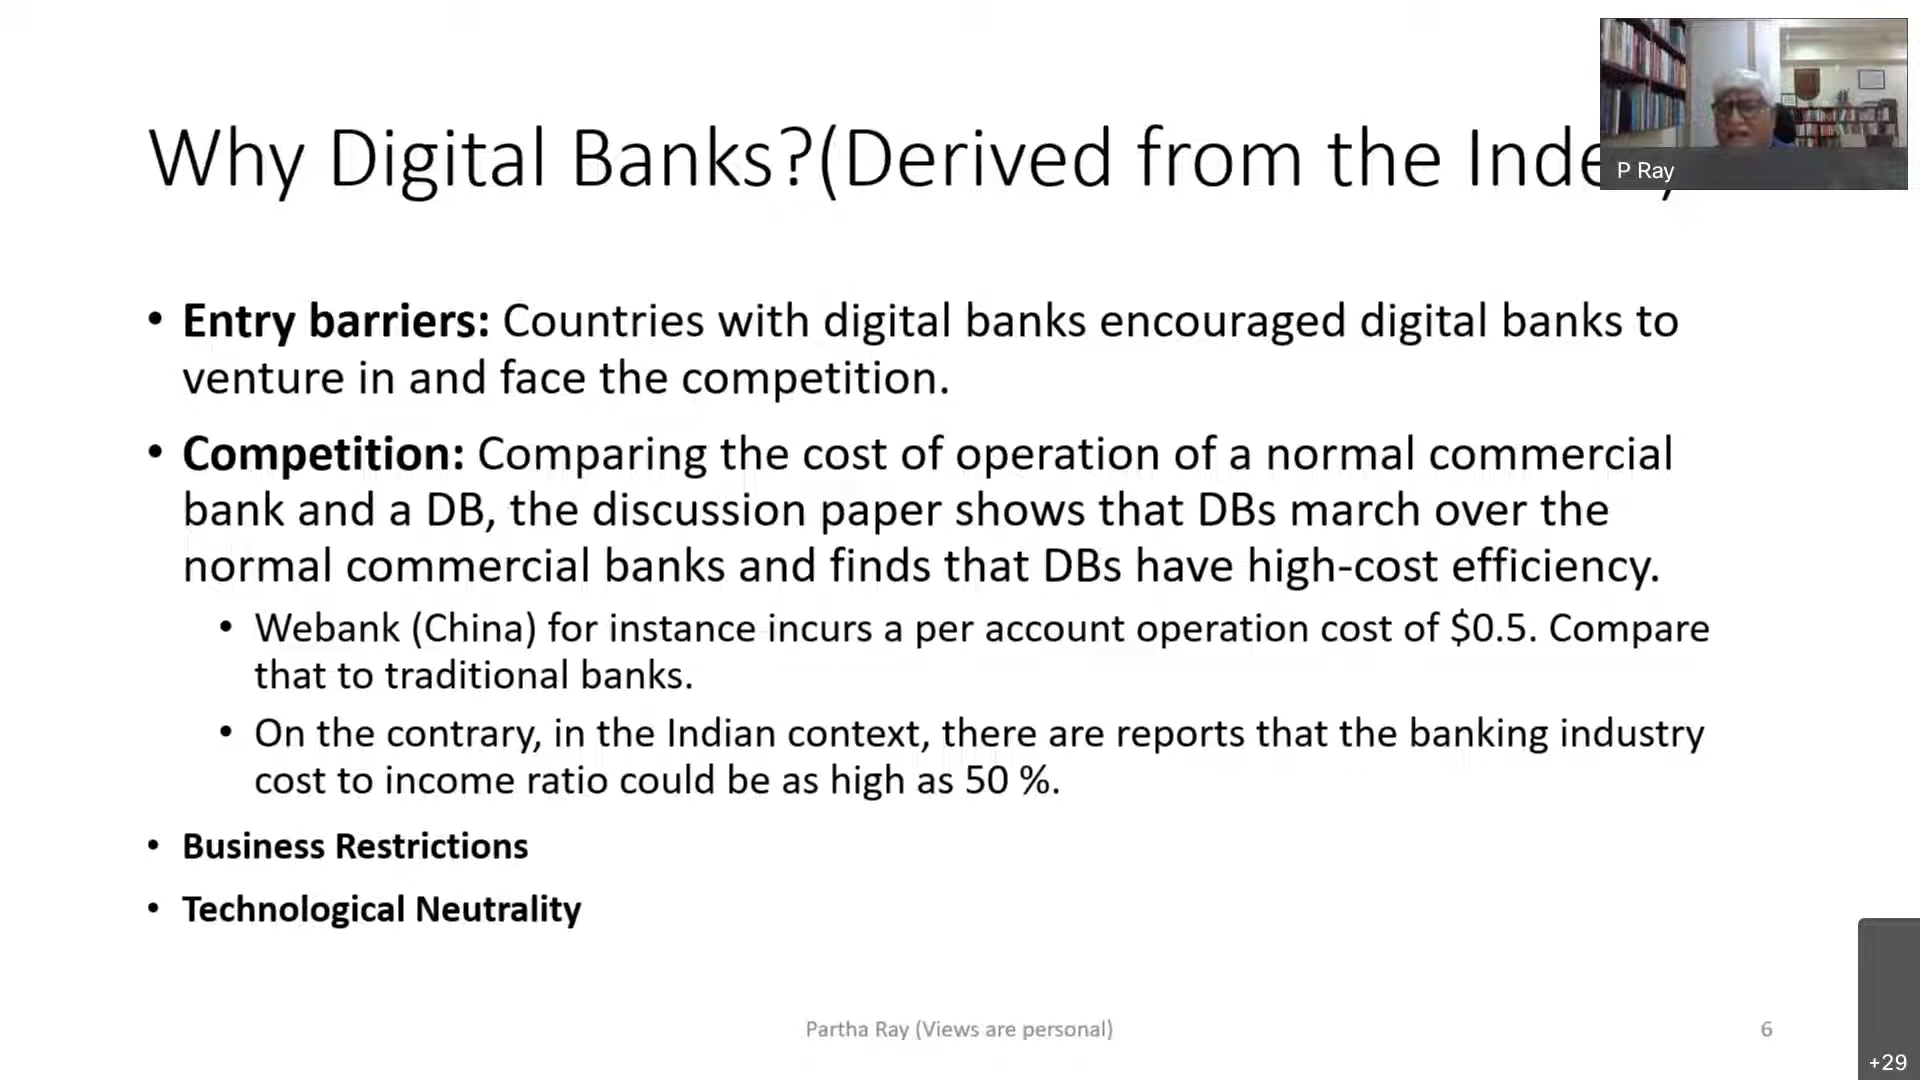 Why Digital Banks?(Derived from the
P Ray
• Entry barriers: Countries with digital banks encouraged digital banks to
venture in and face the competition.
• Competition: Comparing the cost of operation of a normal commercial
bank and a DB, the discussion paper shows that DBs march over the
normal commercial banks and finds that DBs have high-cost efficiency.
• Webank (China) for instance incurs a per account operation cost of $0.5. Compare
that to traditional banks.
• On the contrary, in the Indian context, there are reports that the banking industry
cost to income ratio could be as high as 50 %.
• Business Restrictions
• Technological Neutrality
Partha Ray (Views are personal)
6
+29